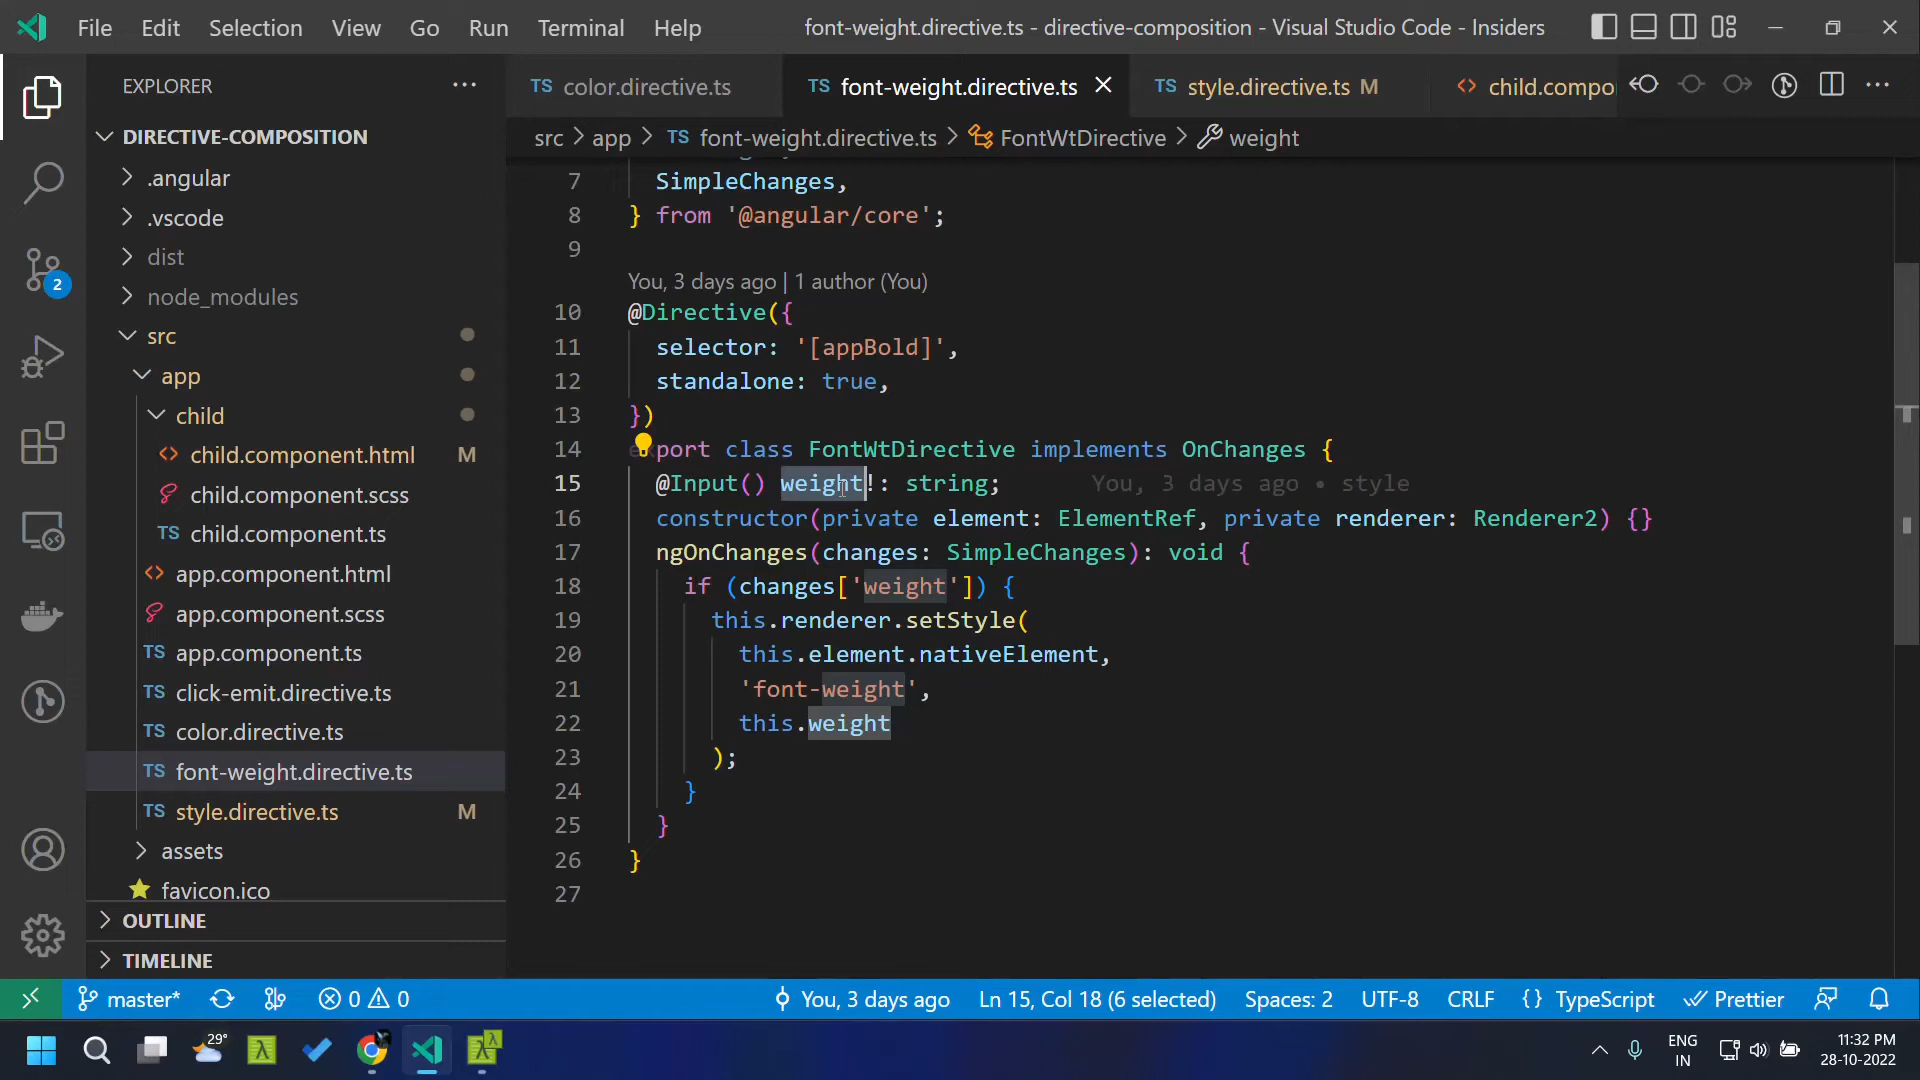 File Edit Selection View Go Run Terminal Help font-weight.directive.ts - directive-composition - Visual Studio Code - Insiders
EXPLORER
DIRECTIVE-COMPOSITION
.angular
.vscode
dist
node_modules
src
app
child
child.component.html M
child.component.scss
TS child.component.ts
app.component.html
app.component.scss
TS app.component.ts
TS click-emit.directive.ts
TS color.directive.ts
TS font-weight.directive.ts
TS style.directive.ts M
assets
favicon.ico
OUTLINE
TIMELINE
2
TS color.directive.ts TS font-weight.directive.ts TS style.directive.ts M child.compo
src > app > TS font-weight.directive.ts > FontWtDirective > weight
7 SimpleChanges,
8 } from '@angular/core';
9
You, 3 days ago | 1 author (You)
10 @Directive({
11 selector: '[appBold]',
12 standalone: true,
13 })
14 export class FontWtDirective implements OnChanges {
15 @Input() weight!: string; You, 3 days ago • style
16 constructor(private element: ElementRef, private renderer: Renderer2) {}
17 ngOnChanges(changes: SimpleChanges): void {
18 if (changes['weight']) {
19 this.renderer.setStyle(
20 this.element.nativeElement,
21 'font-weight',
22 this.weight
23 );
24 }
25 }
26 }
27
master* 0 0 You, 3 days ago Ln 15, Col 18 (6 selected) Spaces: 2 UTF-8 CRLF {} TypeScript Prettier
29°
ENG
IN
11:32 PM
28-10-2022